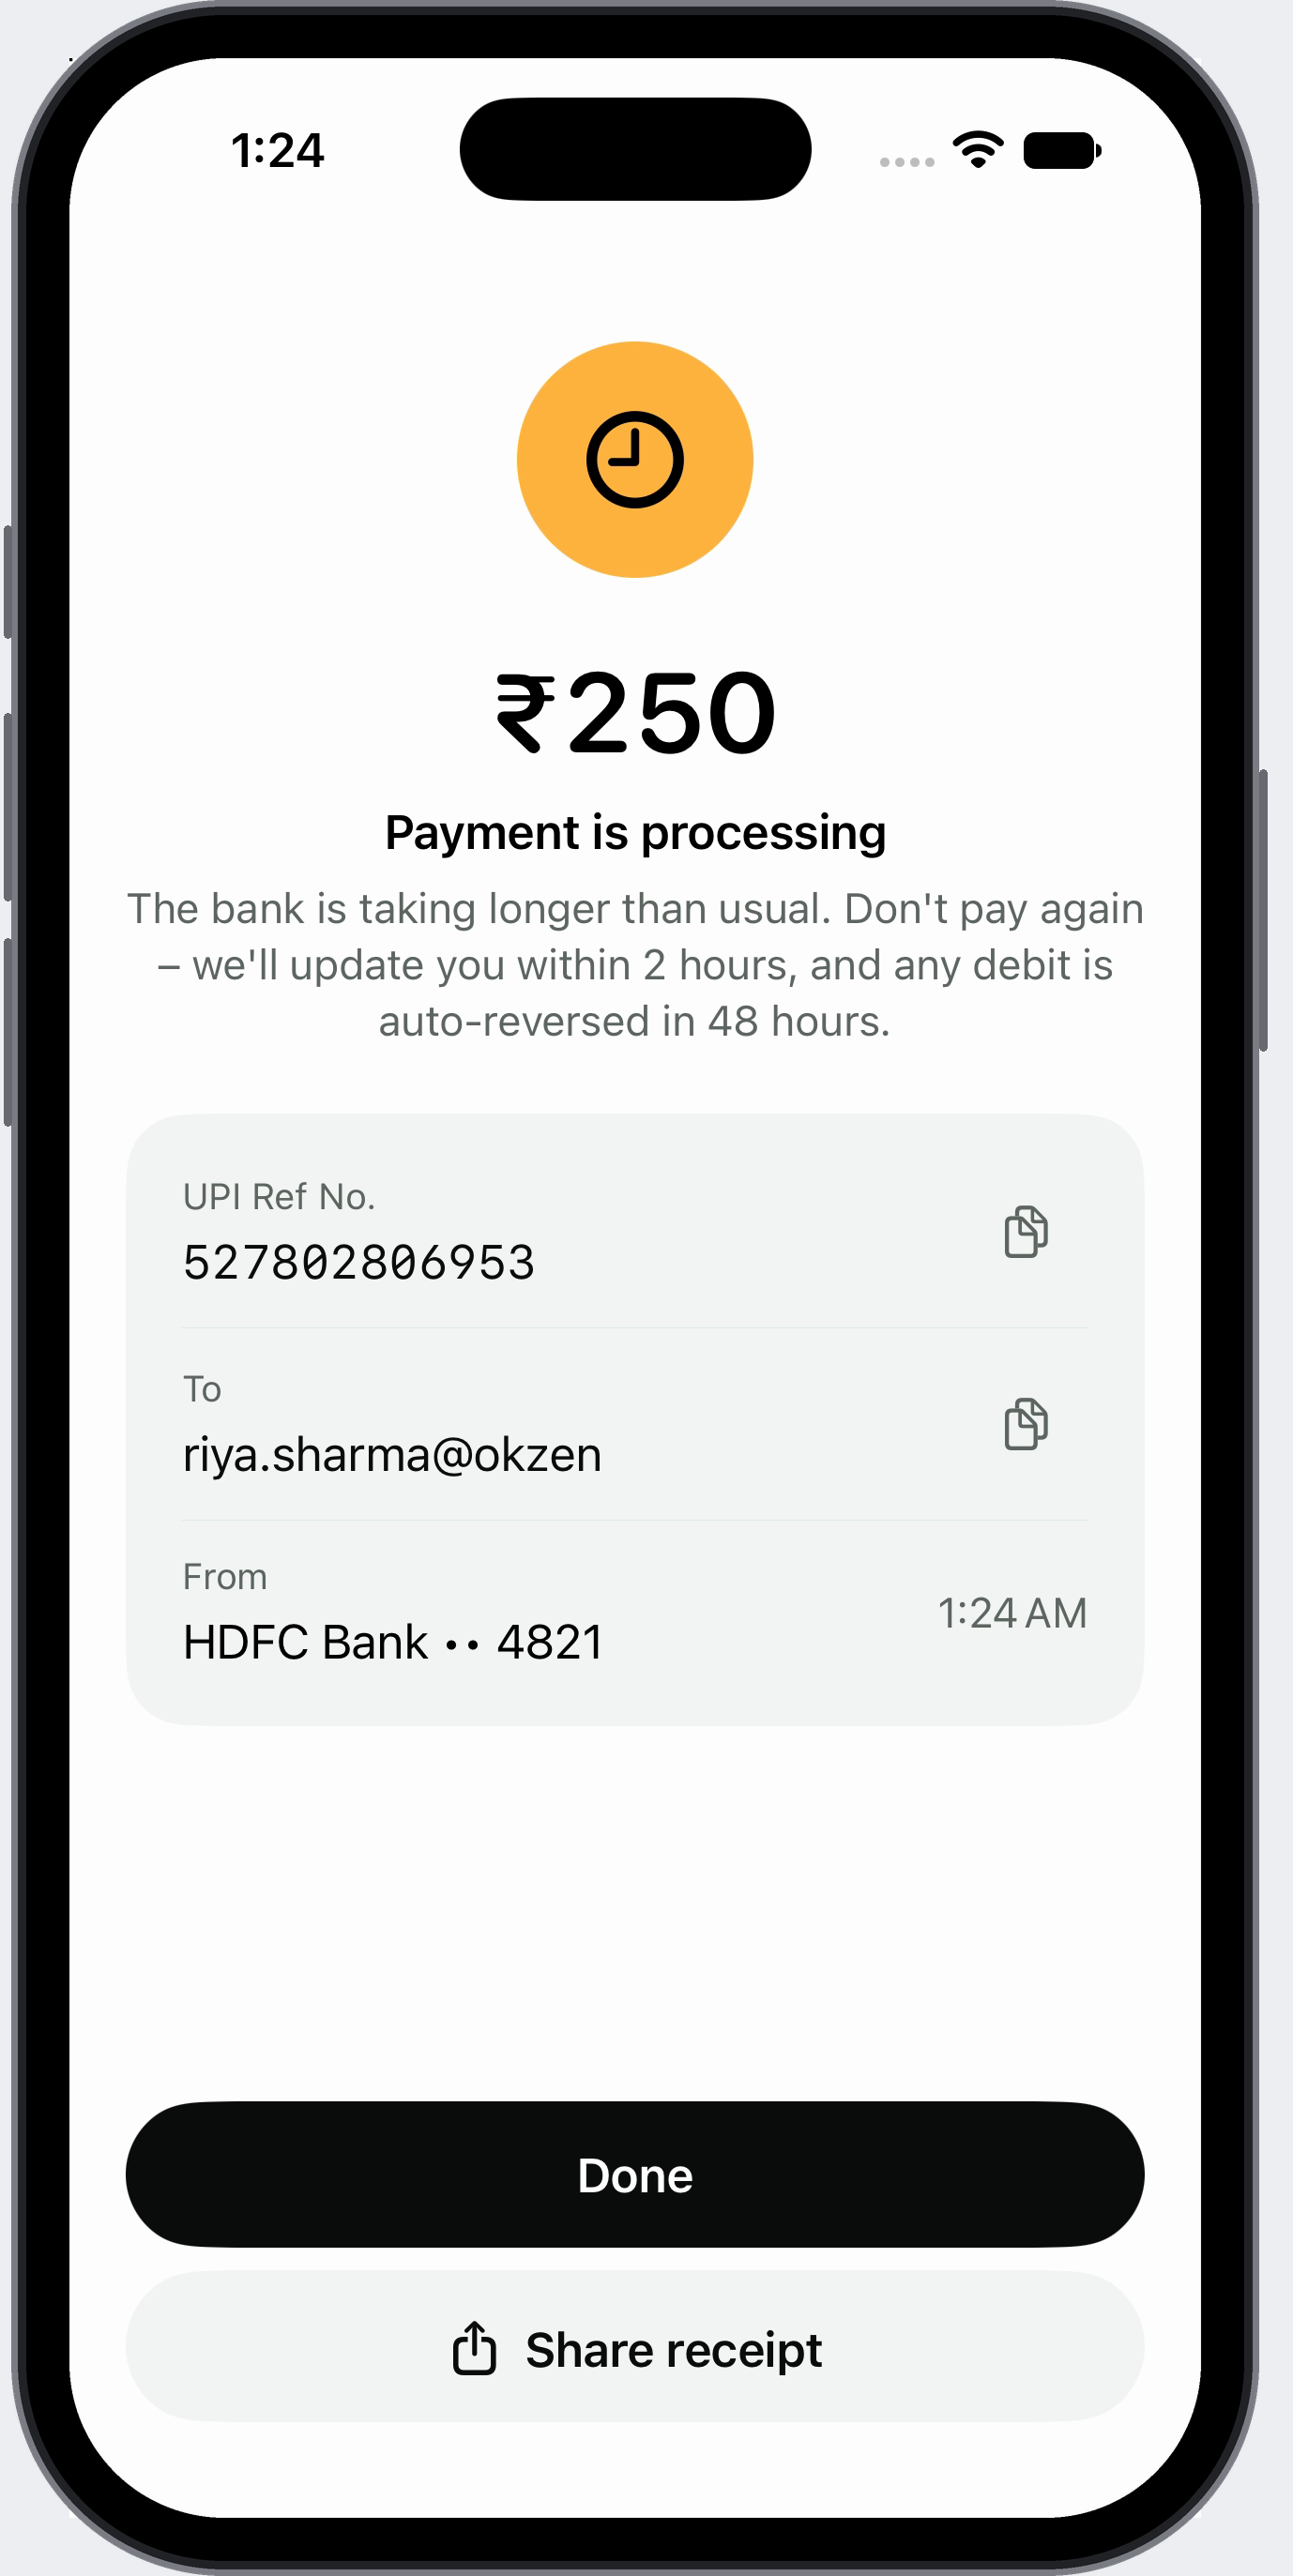 1:24
₹250
Payment is processing
The bank is taking longer than usual. Don't pay again
– we'll update you within 2 hours, and any debit is
auto-reversed in 48 hours.
UPI Ref No.
527802806953
To
riya.sharma@okzen
From
HDFC Bank •• 4821
1:24 AM
Done
Share receipt